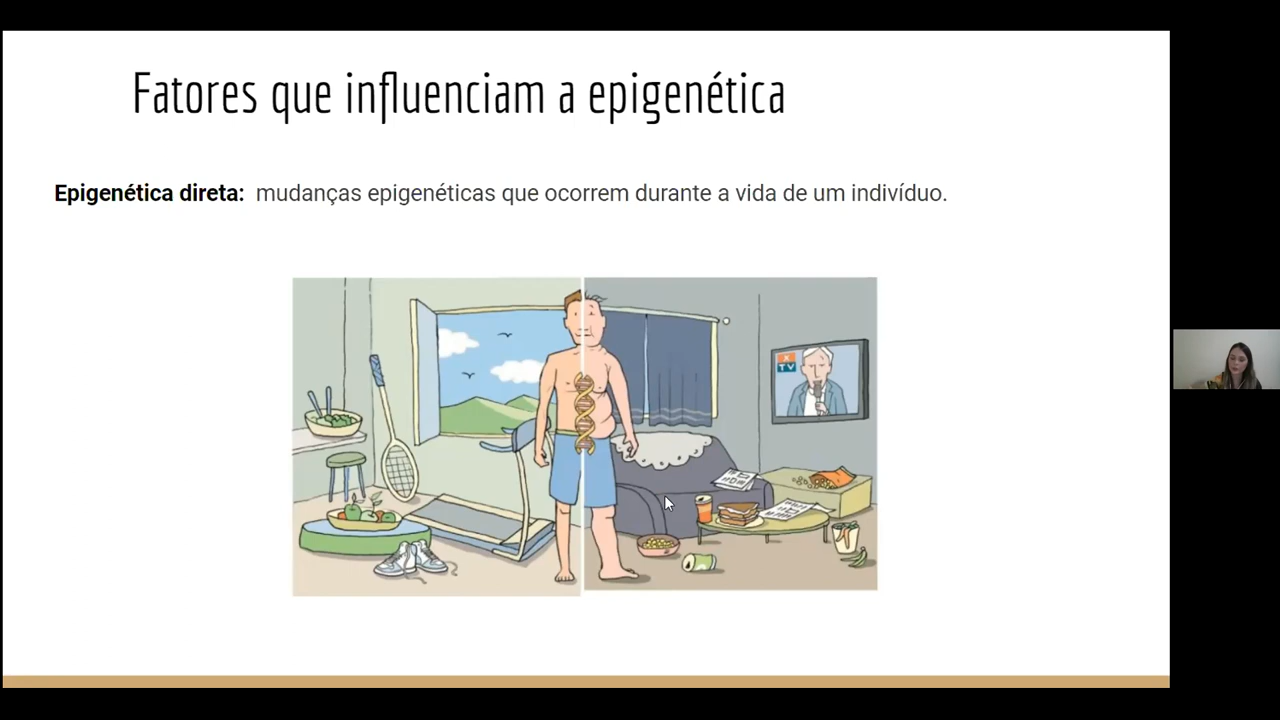 Fatores que influenciam a epigenética
Epigenética direta: mudanças epigenéticas que ocorrem durante a vida de um indivíduo.
X
TV